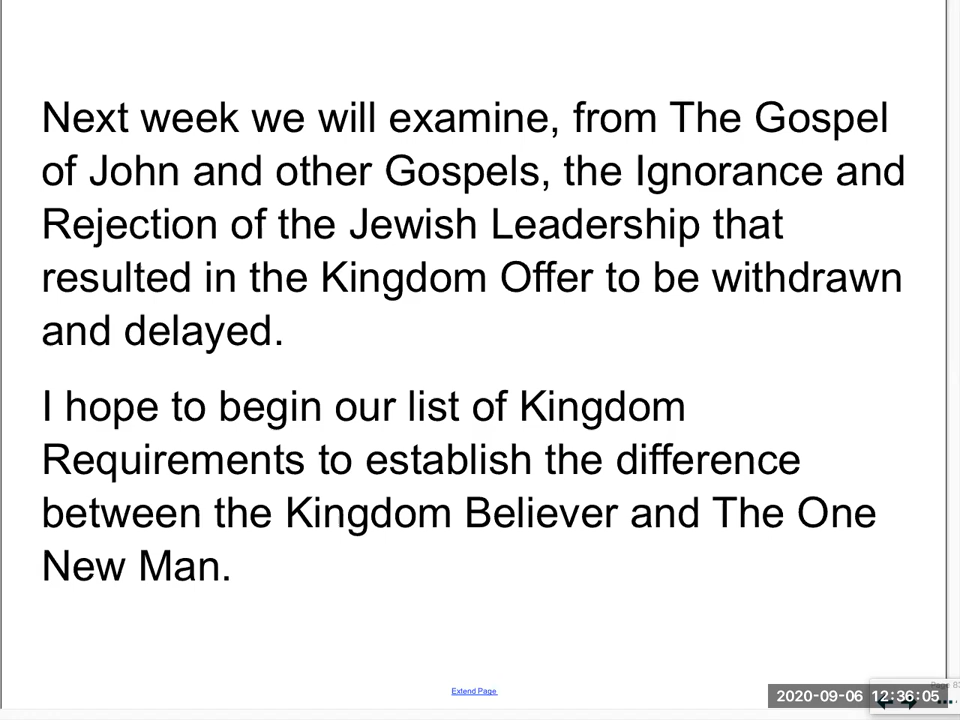 Next week we will examine, from The Gospel
of John and other Gospels, the Ignorance and
Rejection of the Jewish Leadership that
resulted in the Kingdom Offer to be withdrawn
and delayed.
I hope to begin our list of Kingdom
Requirements to establish the difference
between the Kingdom Believer and The One
New Man.
Extend Page
2020-09-06 12:36:05